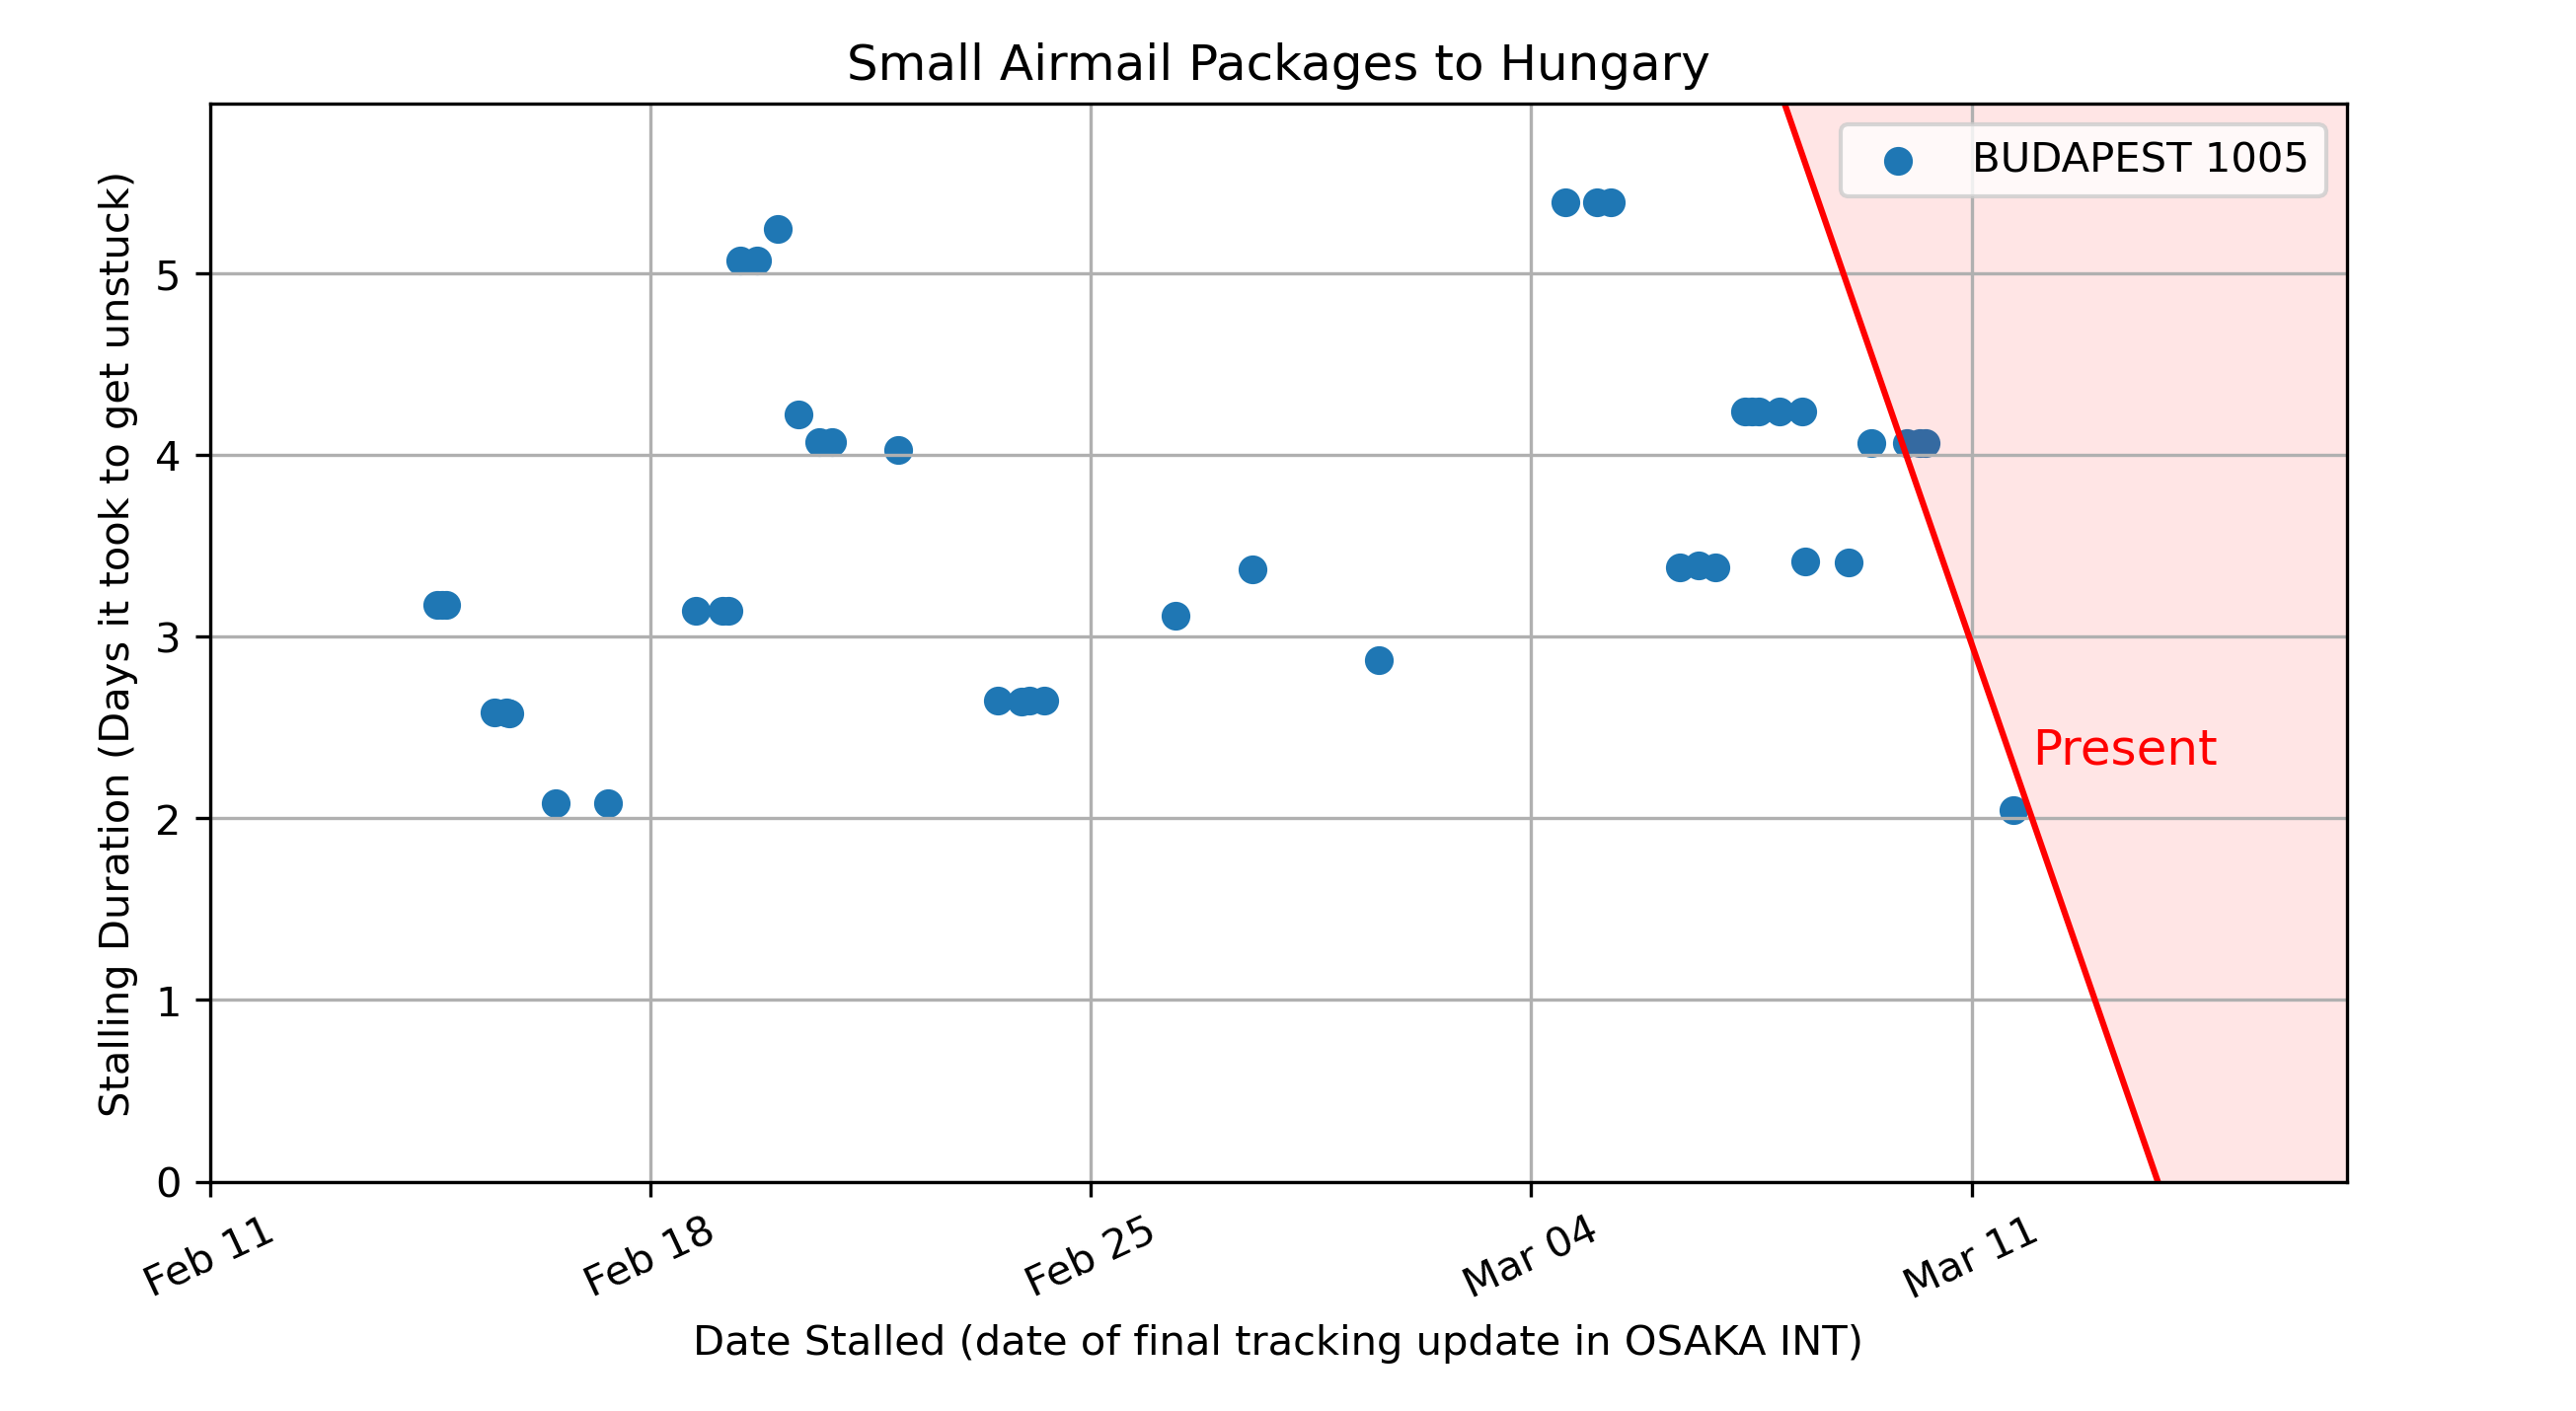 Small Airmail Packages to Hungary
BUDAPEST 1005
Stalling Duration (Days it took to get unstuck)
5
4
3
2
1
0
Present
Feb 11
Feb 18
Feb 25
Mar 04
Mar 11
Date Stalled (date of final tracking update in OSAKA INT)